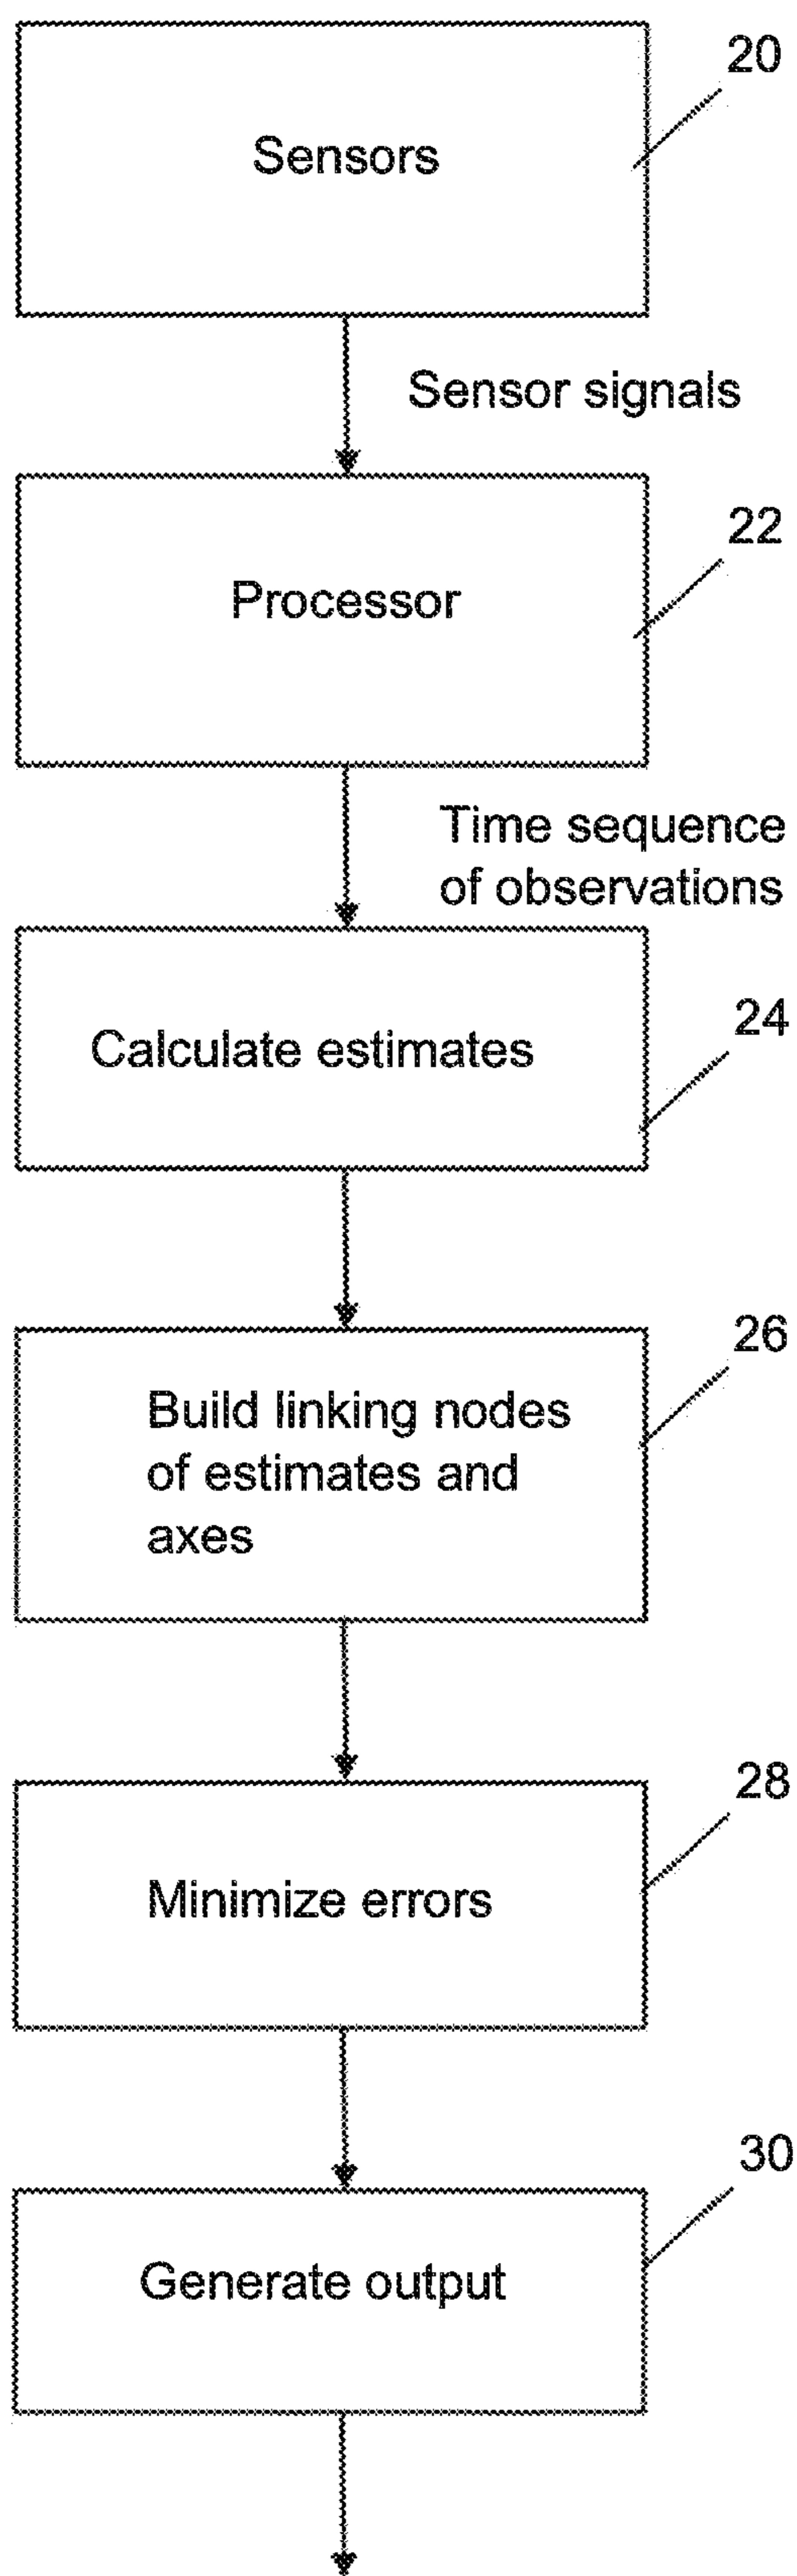 20
Sensors
Sensor signals
22
Processor
Time sequence
of observations
24
Calculate estimates
26
Build linking nodes
of estimates and
axes
28
Minimize errors
30
Generate output